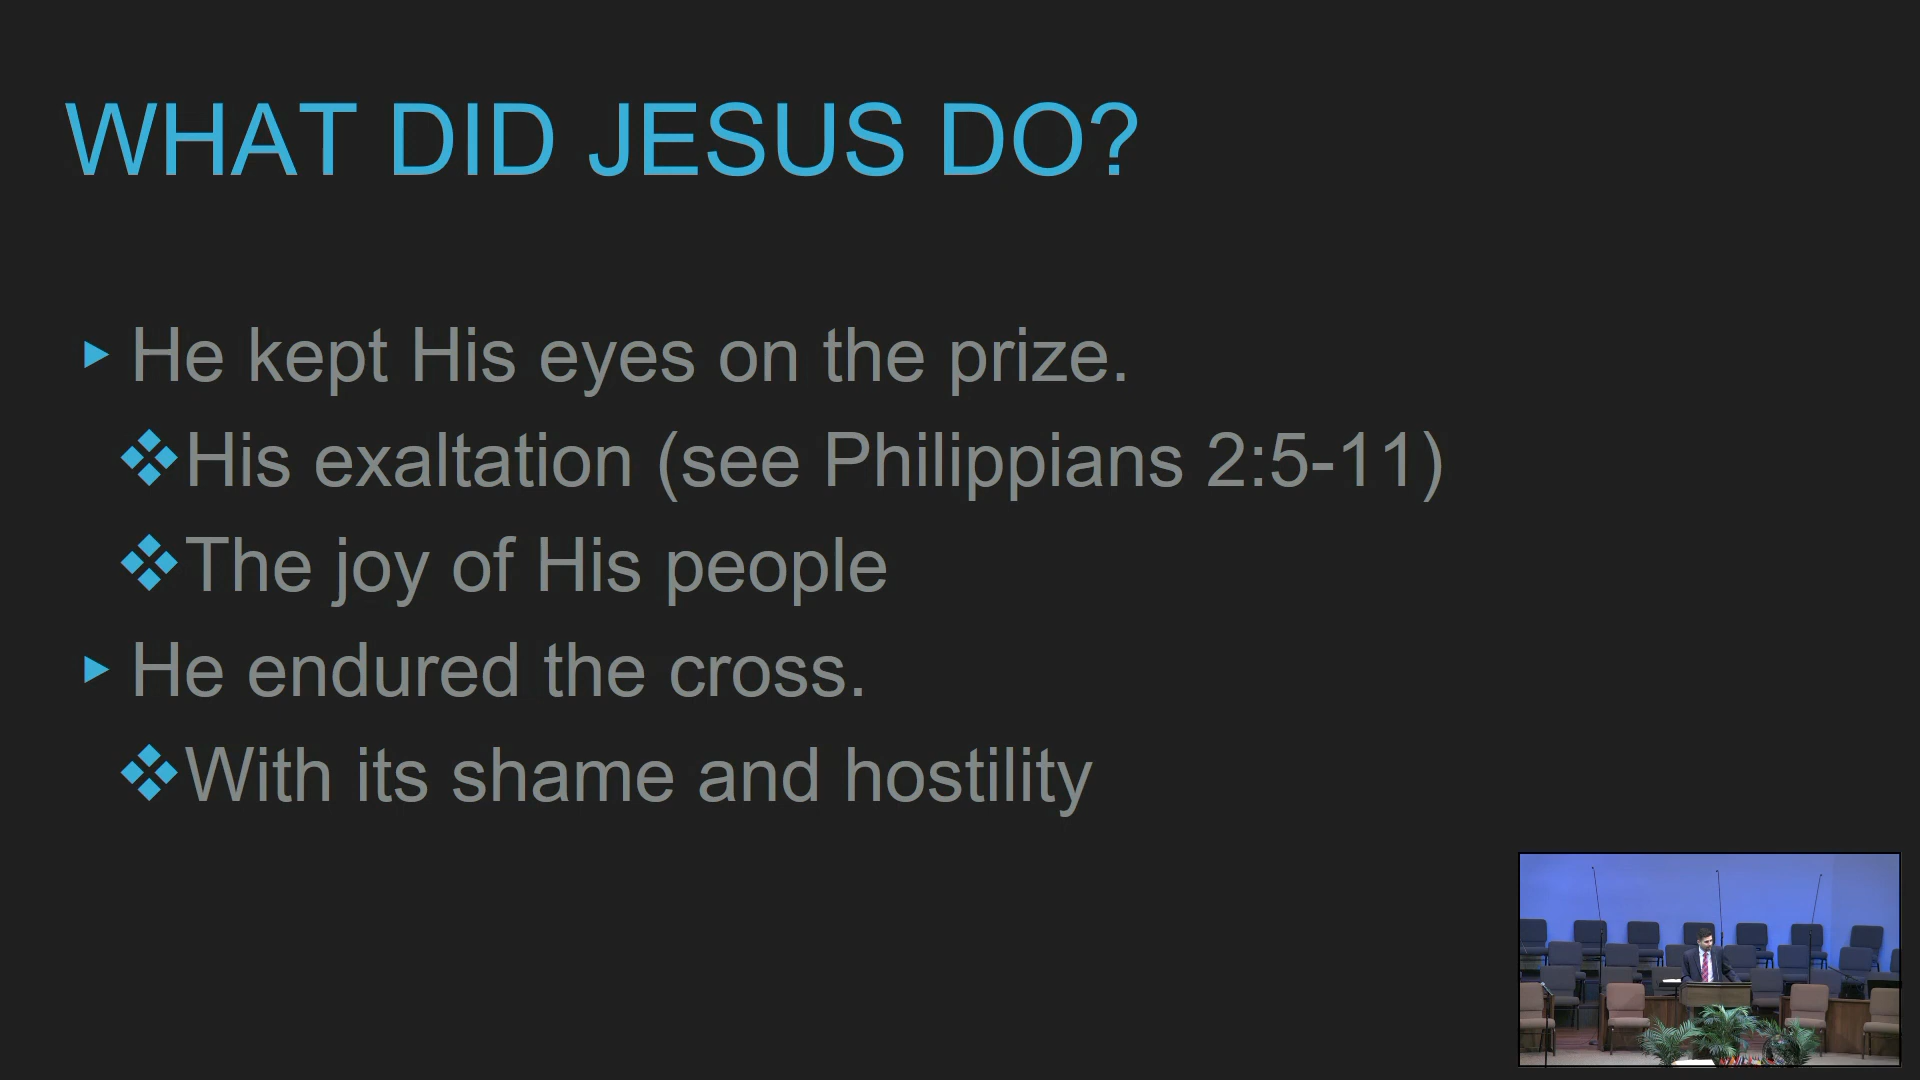 WHAT DID JESUS DO?
▸ He kept His eyes on the prize.
❖ His exaltation (see Philippians 2:5-11)
❖ The joy of His people
▸ He endured the cross.
❖ With its shame and hostility